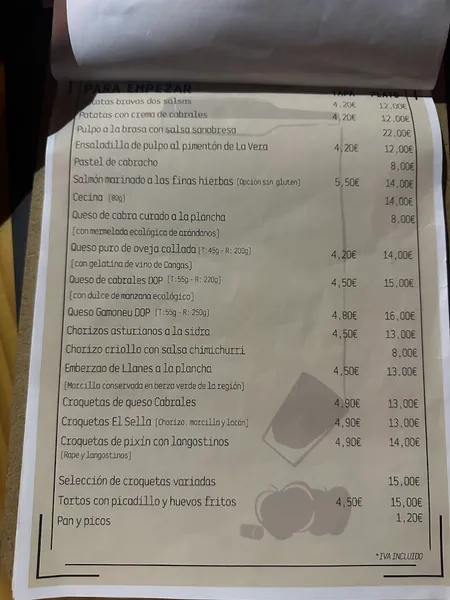 PARA EMPEZAR TAPA PLATO
Patatas bravas dos salsas 4,20€ 12,00€
Patatas con crema de cabrales 4,20€ 12,00€
Pulpo a la brasa con salsa sanabresa 22,00€
Ensaladilla de pulpo al pimentón de La Vera 4,20€ 12,00€
Pastel de cabracho 8,00€
Salmón marinado a las finas hierbas (Opción sin gluten) 5,50€ 14,00€
Cecina (80g) 14,00€
Queso de cabra curado a la plancha 8,00€
(con mermelada ecológica de arándanos)
Queso puro de oveja collada (T:45g - R: 200g) 4,20€ 14,00€
(con gelatina de vino de Cangas)
Queso de cabrales DOP (T:55g - R: 220g) 4,50€ 15,00€
(con dulce de manzana ecológico)
Queso Gamoneu DOP (T:55g - R: 250g) 4,80€ 16,00€
Chorizos asturianos a la sidra 4,50€ 13,00€
Chorizo criollo con salsa chimichurri 8,00€
Emberzao de Llanes a la plancha 4,50€ 13,00€
(Morcilla conservada en berza verde de la región)
Croquetas de queso Cabrales 4,90€ 13,00€
Croquetas El Sella (Chorizo, morcilla y lacón) 4,90€ 13,00€
Croquetas de pixín con langostinos 4,90€ 14,00€
(Rape y langostinos)
Selección de croquetas variadas 15,00€
Tortos con picadillo y huevos fritos 4,50€ 15,00€
Pan y picos 1,20€
*IVA INCLUIDO